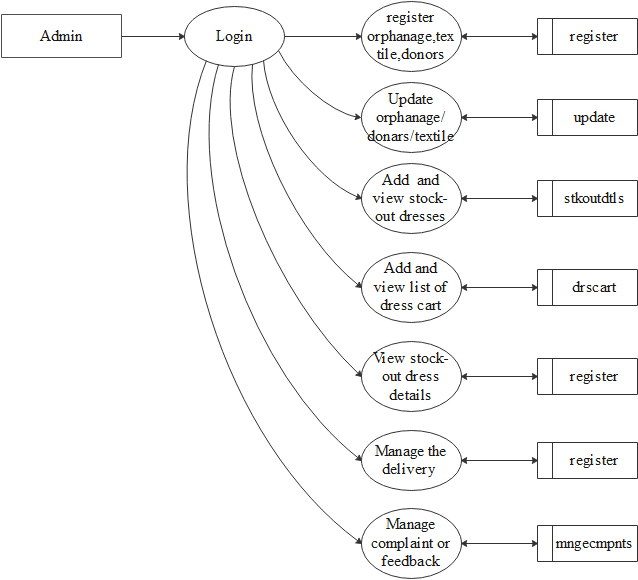 Admin
Login
register
orphanage,tex
tile,donors
register
Update
orphanage/
donars/textile
update
Add and
view stock-
out dresses
stkoutdtls
Add and
view list of
dress cart
drscart
View stock-
out dress
details
register
Manage the
delivery
register
Manage
complaint or
feedback
mngecmpnts